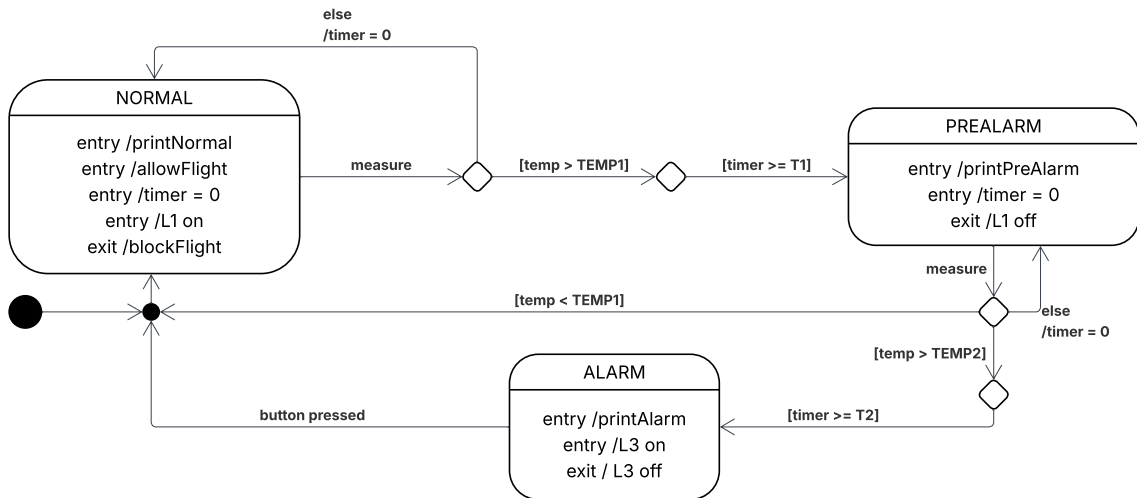 else
/timer = 0
NORMAL
entry /printNormal
entry /allowFlight
entry /timer = 0
entry /L1 on
exit /blockFlight
measure
[temp > TEMP1]
[timer >= T1]
PREALARM
entry /printPreAlarm
entry /timer = 0
exit /L1 off
measure
[temp < TEMP1]
else
/timer = 0
[temp > TEMP2]
ALARM
entry /printAlarm
entry /L3 on
exit / L3 off
button pressed
[timer >= T2]